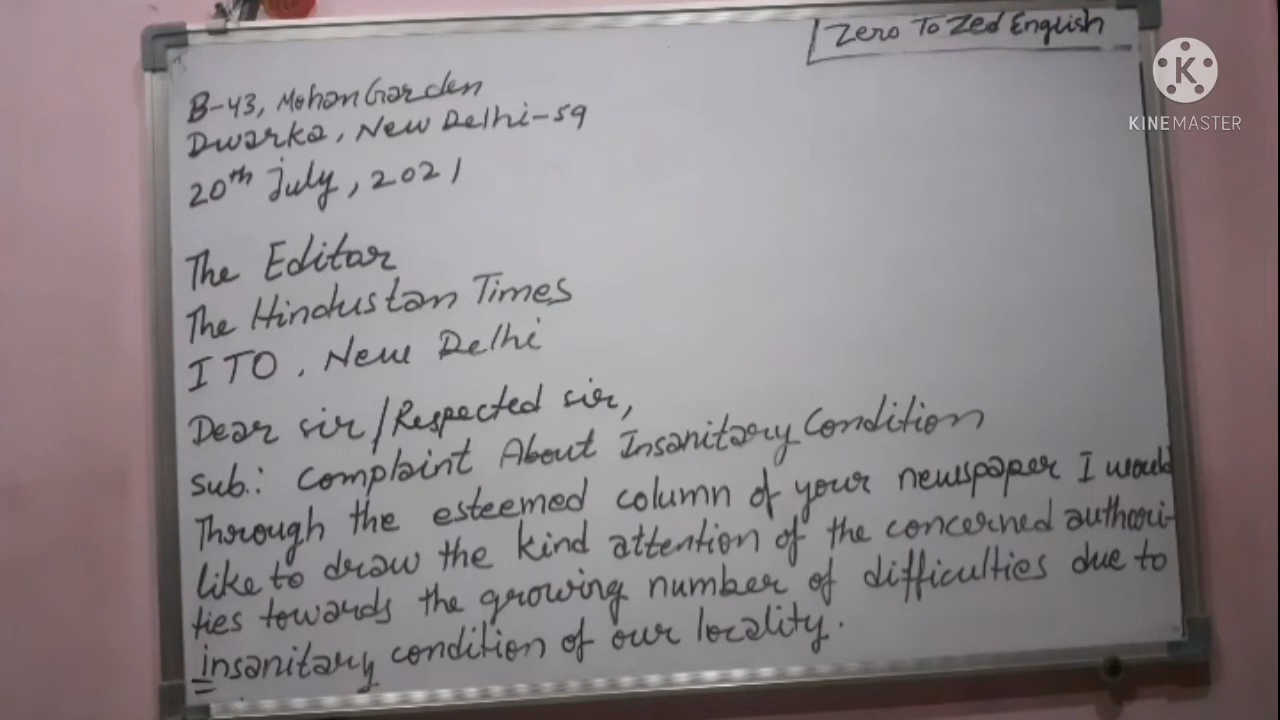 Zero To Zed English
K
KINEMASTER
B-43, Mohan Garden
Dwarka, New Delhi-59
20th July, 2021
The Editor
The Hindustan Times
ITO, New Delhi
Dear sir/Respected sir,
Sub.: Complaint About Insanitary Condition
Through the esteemed column of your newspaper I would
like to draw the kind attention of the concerned authori-
ties towards the growing number of difficulties due to
insanitary condition of our locality.